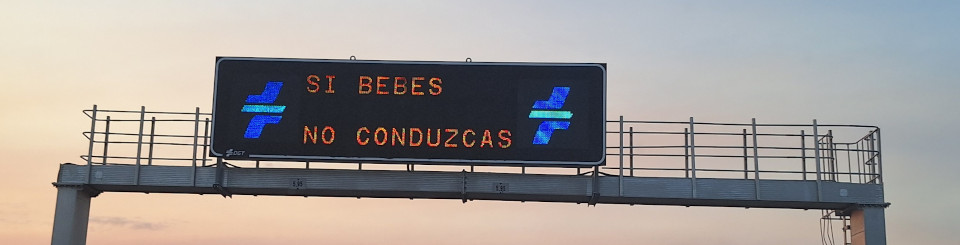 SI BEBES
NO CONDUZCAS